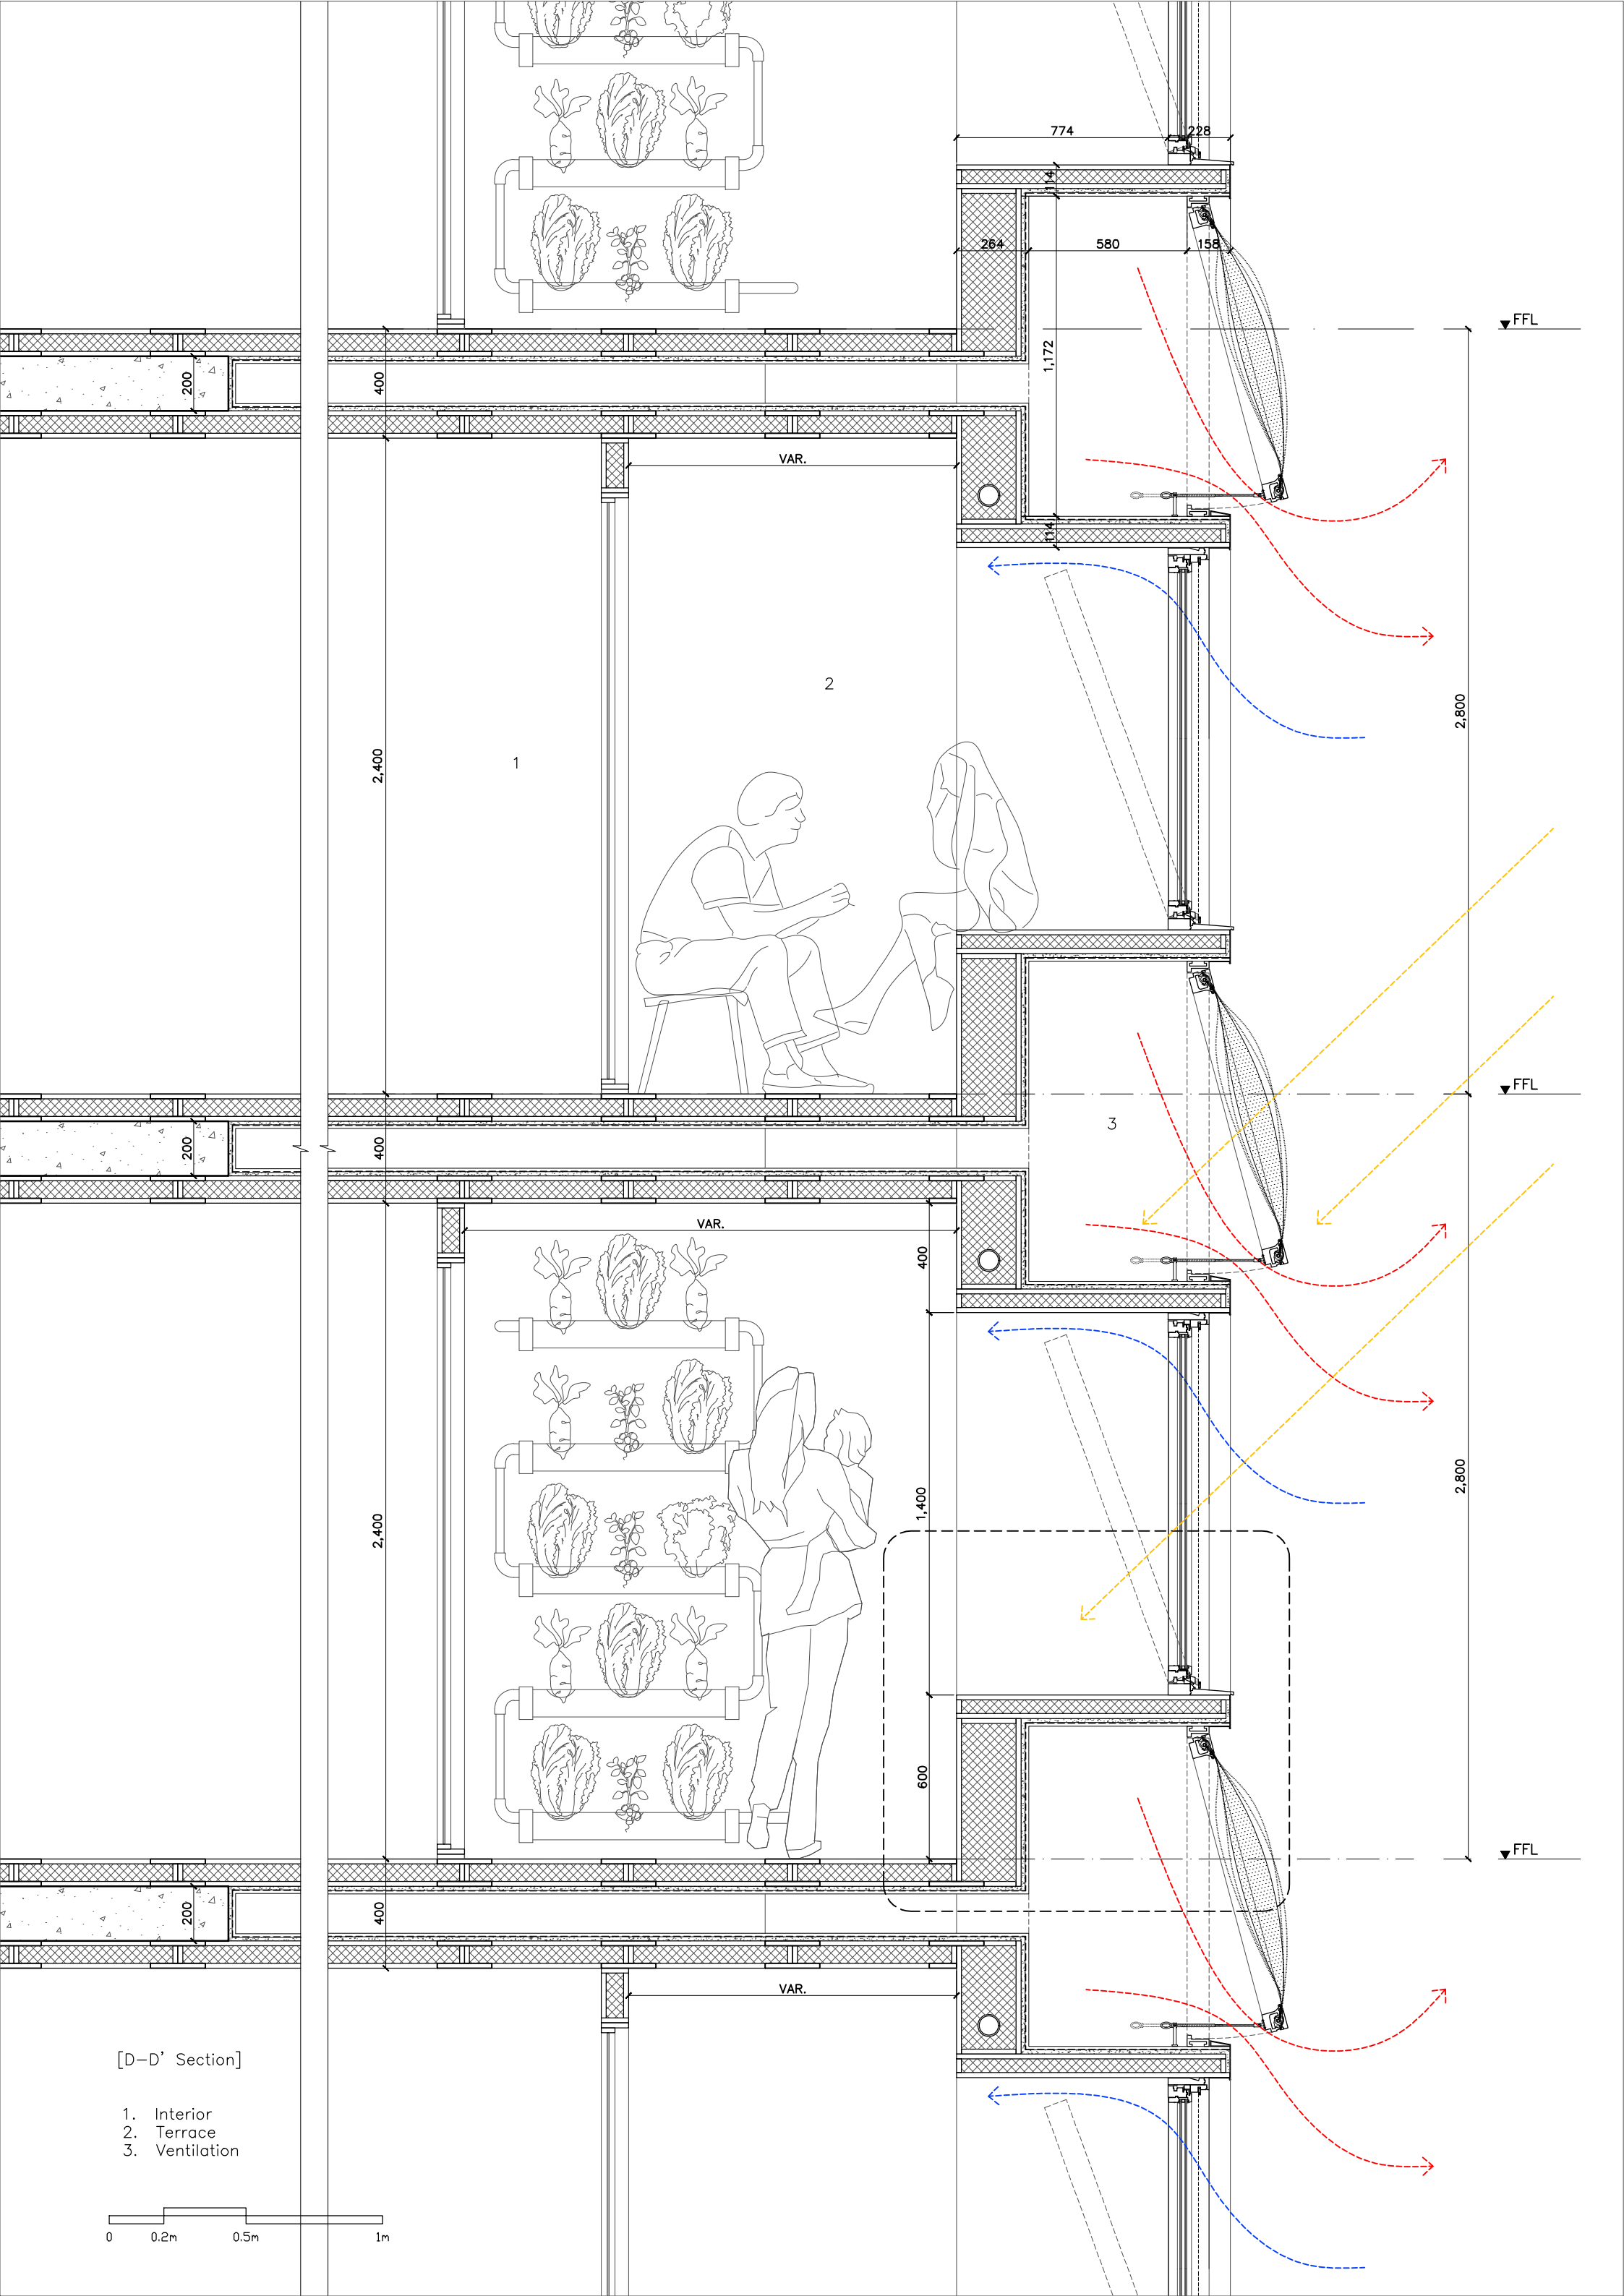 774
228
114
264
580
158
FFL
1,172
200
400
VAR.
114
2
2,800
1
2,400
FFL
3
200
400
VAR.
400
2,800
1,400
2,400
600
FFL
200
400
VAR.
[D-D' Section]
1. Interior
2. Terrace
3. Ventilation
0 0.2m 0.5m 1m